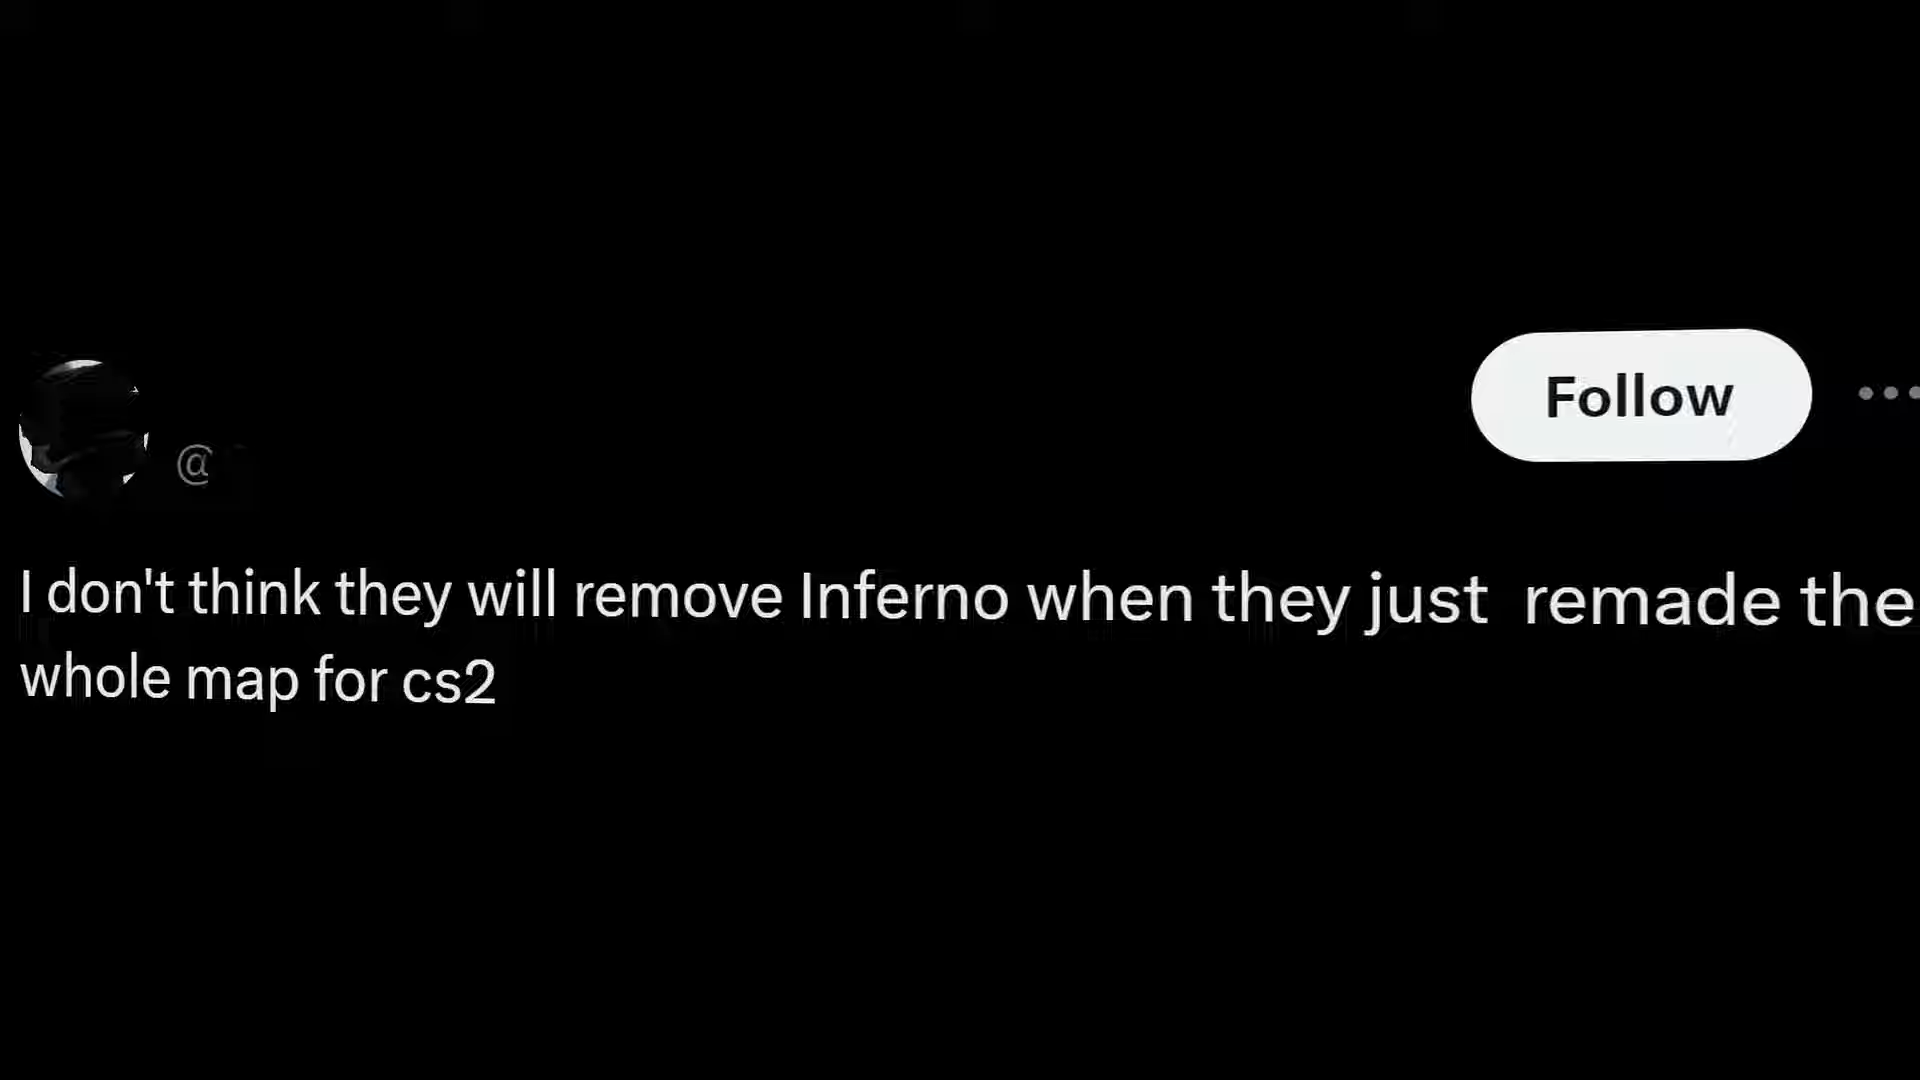 Follow
@
I don't think they will remove Inferno when they just remade the
whole map for cs2